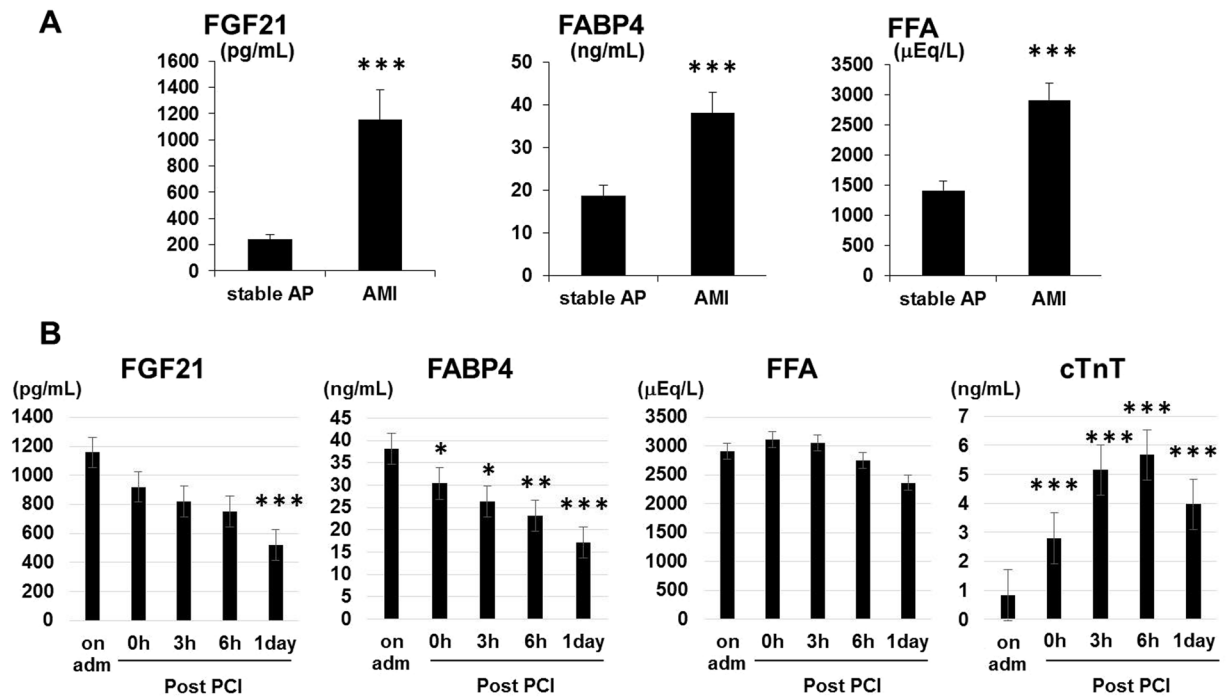 A
FGF21
(pg/mL)
1600
1400
1200
1000
800
600
400
200
0
***
stable AP
AMI
FABP4
(ng/mL)
50
40
30
20
10
0
***
stable AP
AMI
FFA
(μEq/L)
3500
3000
2500
2000
1500
1000
500
0
***
stable AP
AMI
B
FGF21
(pg/mL)
1400
1200
1000
800
600
400
200
0
***
on adm
0h
3h
6h
1day
Post PCI
FABP4
(ng/mL)
45
40
35
30
25
20
15
10
5
0
*
*
**
***
on adm
0h
3h
6h
1day
Post PCI
FFA
(μEq/L)
3500
3000
2500
2000
1500
1000
500
0
on adm
0h
3h
6h
1day
Post PCI
cTnT
(ng/mL)
7
6
5
4
3
2
1
0
***
***
***
***
on adm
0h
3h
6h
1day
Post PCI